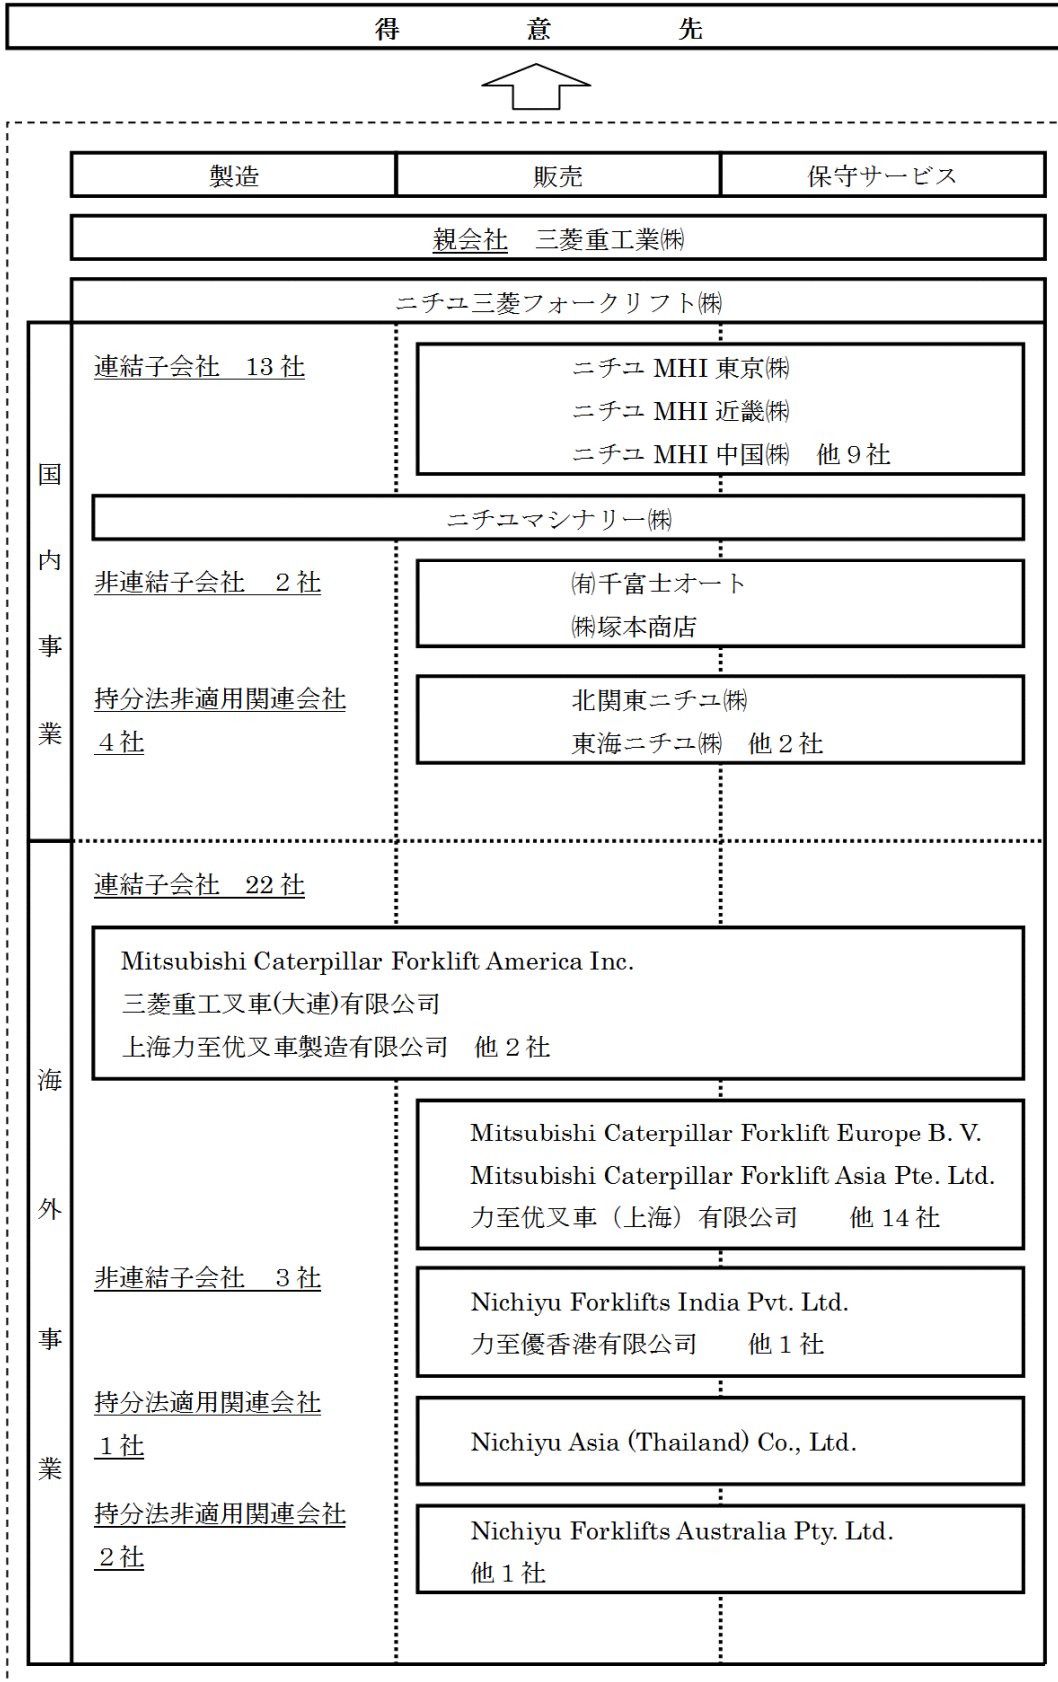 得意先
製造 販売 保守サービス
親会社　三菱重工業㈱
ニチユ三菱フォークリフト㈱
国内事業
連結子会社　13社
ニチユ MHI 東京㈱
ニチユ MHI 近畿㈱
ニチユ MHI 中国㈱　他９社
ニチユマシナリー㈱
非連結子会社　２社
㈲千富士オート
㈱塚本商店
持分法非適用関連会社
４社
北関東ニチユ㈱
東海ニチユ㈱　他２社
海外事業
連結子会社　22社
Mitsubishi Caterpillar Forklift America Inc.
三菱重工叉車(大連)有限公司
上海力至优叉車製造有限公司　他２社
Mitsubishi Caterpillar Forklift Europe B. V.
Mitsubishi Caterpillar Forklift Asia Pte. Ltd.
力至优叉車（上海）有限公司　　他 14 社
非連結子会社　３社
Nichiyu Forklifts India Pvt. Ltd.
力至優香港有限公司　　他１社
持分法適用関連会社
１社
Nichiyu Asia (Thailand) Co., Ltd.
持分法非適用関連会社
２社
Nichiyu Forklifts Australia Pty. Ltd.
他１社